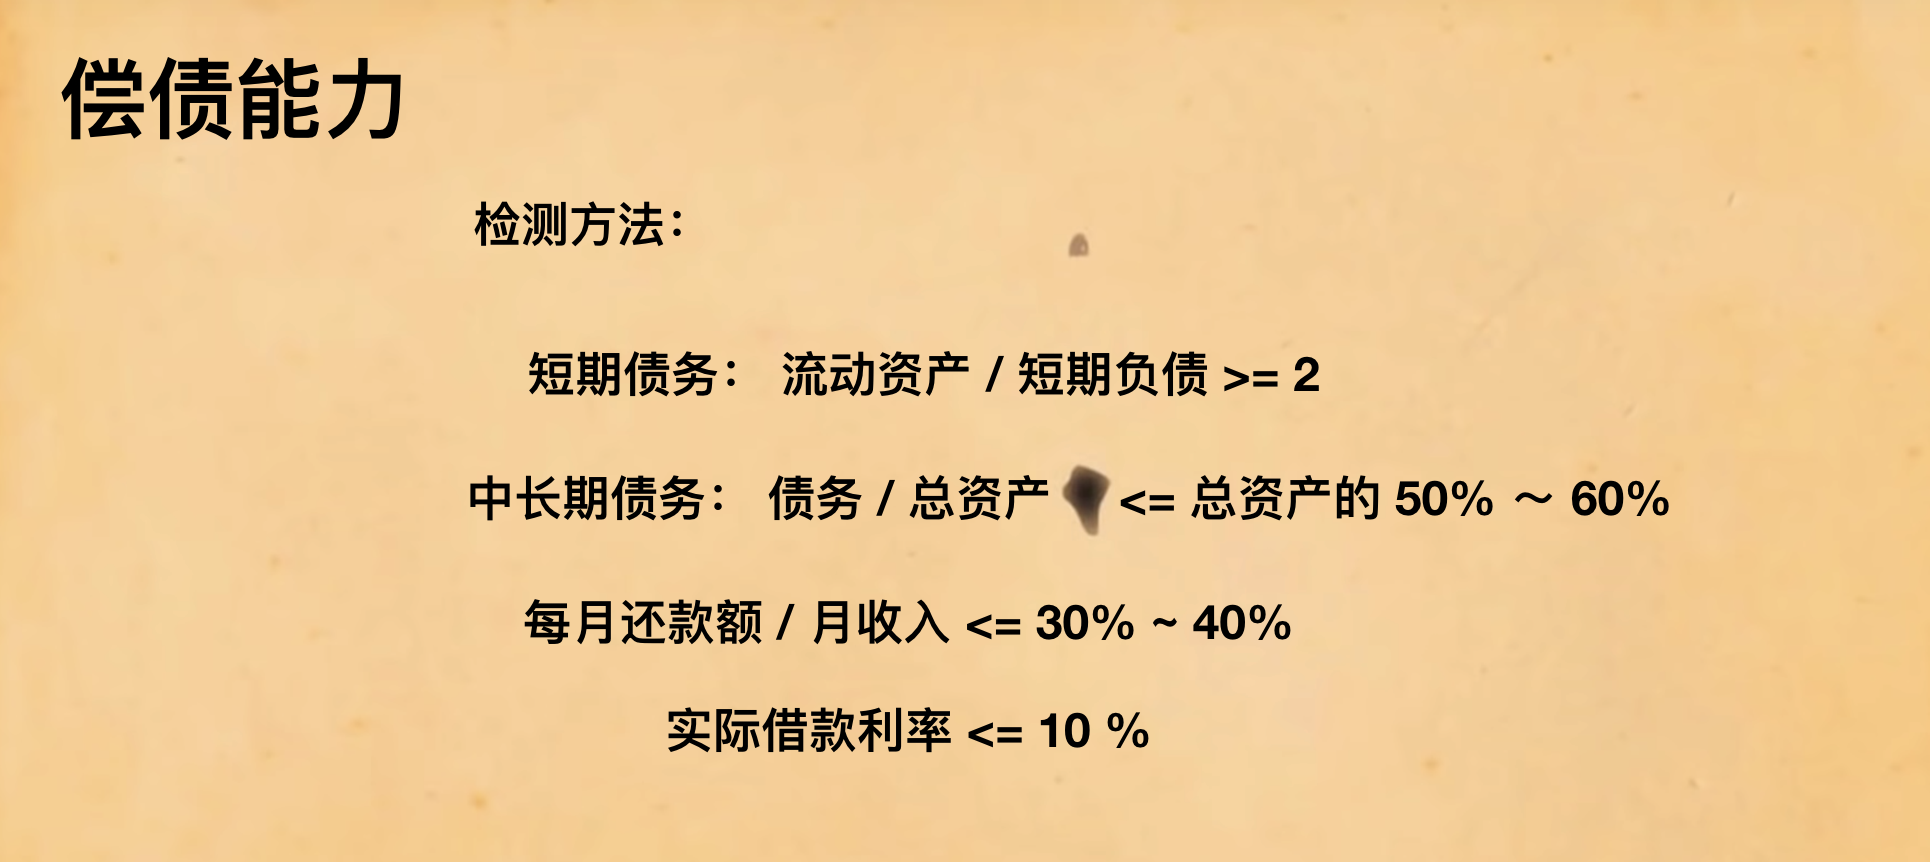 偿债能力
检测方法：
短期债务： 流动资产 / 短期负债 >= 2
中长期债务： 债务 / 总资产 <= 总资产的 50% ～ 60%
每月还款额 / 月收入 <= 30% ~ 40%
实际借款利率 <= 10 %